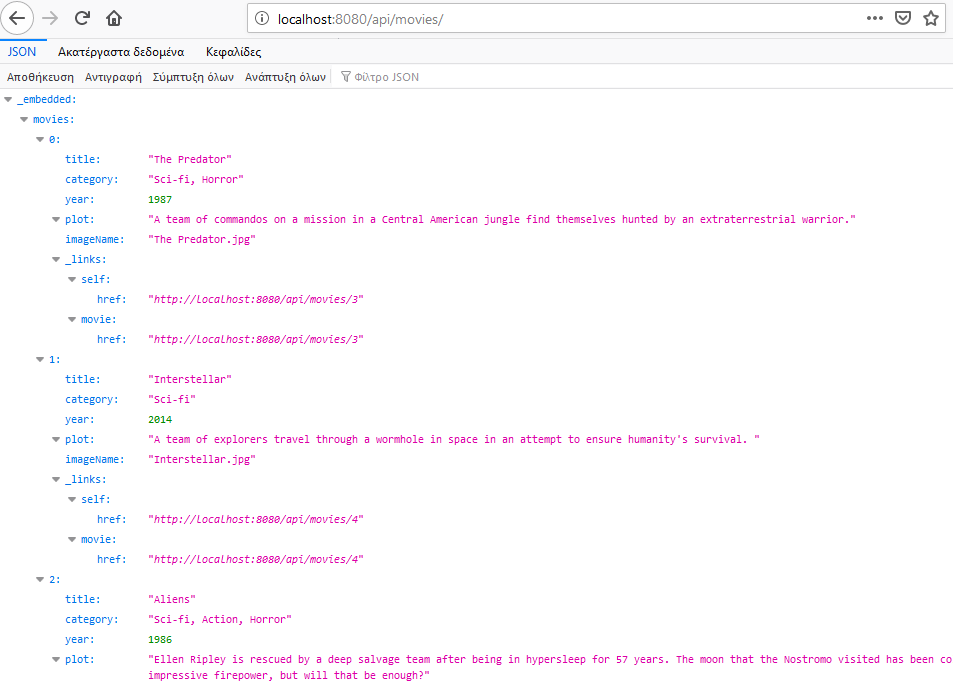 localhost:8080/api/movies/
JSON Ακατέργαστα δεδομένα Κεφαλίδες
Αποθήκευση Αντιγραφή Σύμπτυξη όλων Ανάπτυξη όλων Φίλτρο JSON
_embedded:
movies:
0:
title: "The Predator"
category: "Sci-fi, Horror"
year: 1987
plot: "A team of commandos on a mission in a Central American jungle find themselves hunted by an extraterrestrial warrior."
imageName: "The Predator.jpg"
_links:
self:
href: "http://localhost:8080/api/movies/3"
movie:
href: "http://localhost:8080/api/movies/3"
1:
title: "Interstellar"
category: "Sci-fi"
year: 2014
plot: "A team of explorers travel through a wormhole in space in an attempt to ensure humanity's survival. "
imageName: "Interstellar.jpg"
_links:
self:
href: "http://localhost:8080/api/movies/4"
movie:
href: "http://localhost:8080/api/movies/4"
2:
title: "Aliens"
category: "Sci-fi, Action, Horror"
year: 1986
plot: "Ellen Ripley is rescued by a deep salvage team after being in hypersleep for 57 years. The moon that the Nostromo visited has been co
impressive firepower, but will that be enough?"